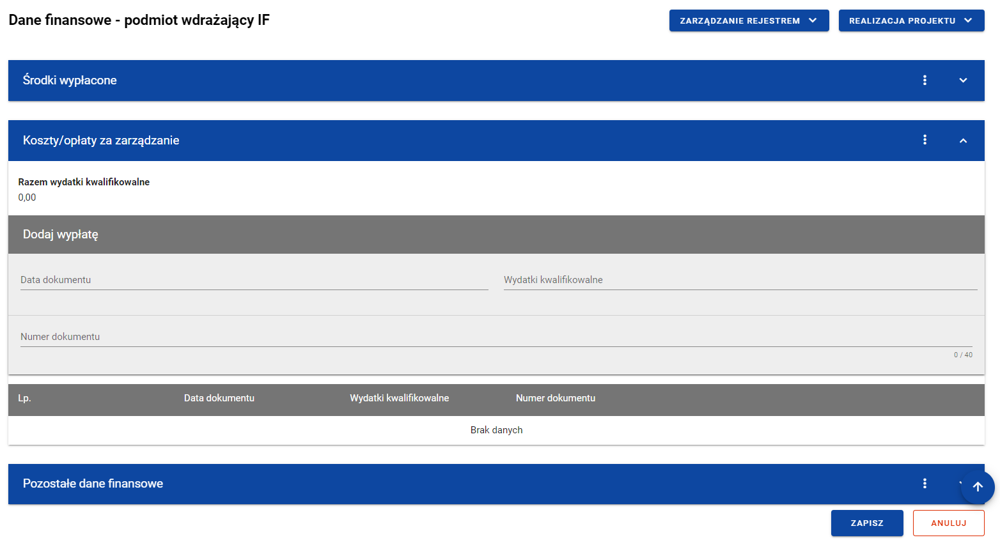 Dane finansowe - podmiot wdrażający IF
ZARZĄDZANIE REJESTREM
REALIZACJA PROJEKTU
Środki wypłacone
Koszty/opłaty za zarządzanie
Razem wydatki kwalifikowalne
0,00
Dodaj wypłatę
Data dokumentu
Wydatki kwalifikowalne
Numer dokumentu
0 / 40
Lp.
Data dokumentu
Wydatki kwalifikowalne
Numer dokumentu
Brak danych
Pozostałe dane finansowe
ZAPISZ
ANULUJ